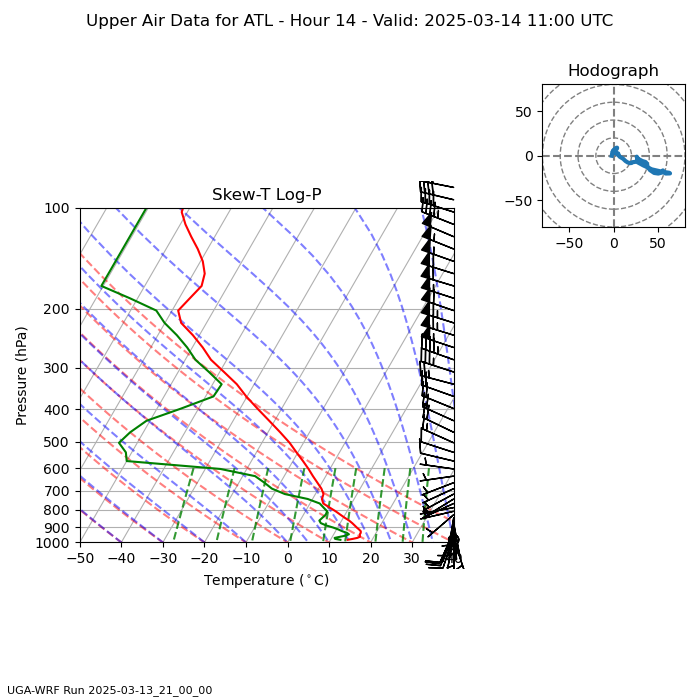 Upper Air Data for ATL - Hour 14 - Valid: 2025-03-14 11:00 UTC
Hodograph
50
0
−50
−50 0 50
Skew-T Log-P
100
200
300
400
500
600
700
800
900
1000
Pressure (hPa)
−50 −40 −30 −20 −10 0 10 20 30
Temperature (°C)
UGA-WRF Run 2025-03-13_21_00_00